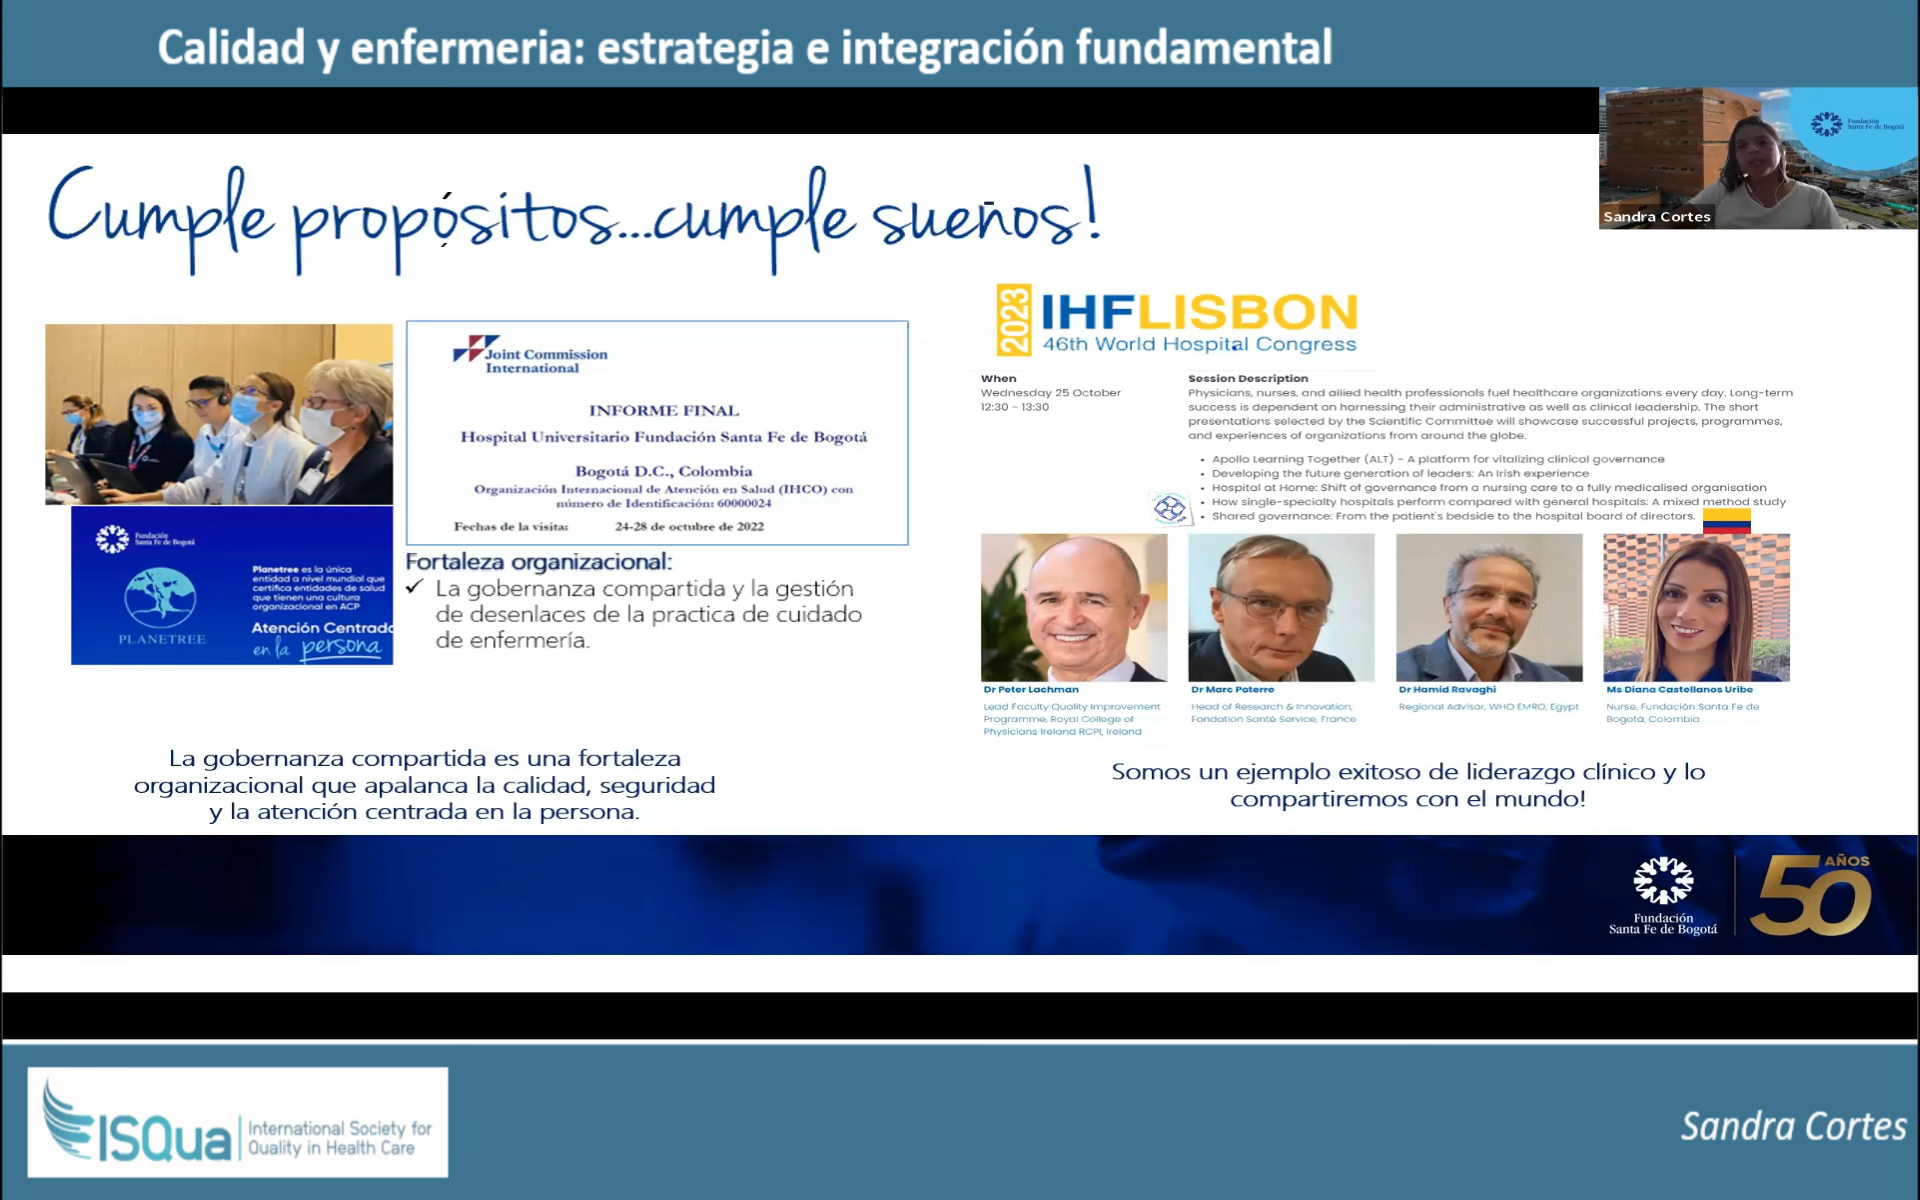 Calidad y enfermeria: estrategia e integración fundamental
Fundación
Santa Fe de Bogotá
Sandra Cortes
Cumple propósitos...cumple sueños!
Joint Commission
International
INFORME FINAL
Hospital Universitario Fundación Santa Fe de Bogotá
Bogotá D.C., Colombia
Organización Internacional de Atención en Salud (IHCO) con
número de Identificación: 60000024
Fechas de la visita: 24-28 de octubre de 2022
Fundación
Santa Fe de Bogotá
PLANETREE
Planetree es la única
entidad a nivel mundial que
certifica entidades de salud
que tienen una cultura
organizacional en ACP
Atención Centrada
en la persona
Fortaleza organizacional:
✓ La gobernanza compartida y la gestión
de desenlaces de la practica de cuidado
de enfermería.
La gobernanza compartida es una fortaleza
organizacional que apalanca la calidad, seguridad
y la atención centrada en la persona.
2023
IHFLISBON
46th World Hospital Congress
When
Wednesday 25 October
12:30 - 13:30
Session Description
Physicians, nurses, and allied health professionals fuel healthcare organizations every day. Long-term
success is dependent on harnessing their administrative as well as clinical leadership. The short
presentations selected by the Scientific Committee will showcase successful projects, programmes,
and experiences of organizations from around the globe.
• Apollo Learning Together (ALT) - A platform for vitalizing clinical governance
• Developing the future generation of leaders: An Irish experience
• Hospital at Home: Shift of governance from a nursing care to a fully medicalised organisation
• How single-specialty hospitals perform compared with general hospitals: A mixed method study
• Shared governance: From the patient's bedside to the hospital board of directors.
Dr Peter Lachman
Lead Faculty Quality Improvement
Programme, Royal College of
Physicians Ireland RCPI, Ireland
Dr Marc Poterre
Head of Research & Innovation,
Fondation Santé Service, France
Dr Hamid Ravaghi
Regional Advisor, WHO EMRO, Egypt
Ms Diana Castellanos Uribe
Nurse, Fundación Santa Fe de
Bogotá, Colombia
Somos un ejemplo exitoso de liderazgo clínico y lo
compartiremos con el mundo!
Fundación
Santa Fe de Bogotá
50 AÑOS
ISQua
International Society for
Quality in Health Care
Sandra Cortes